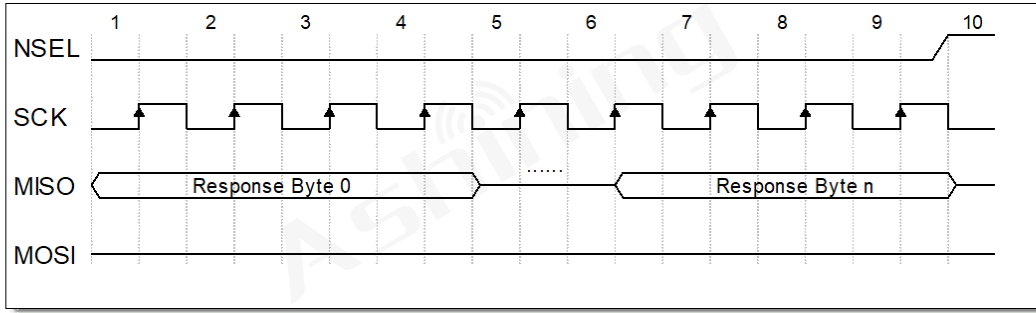 1 2 3 4 5 6 7 8 9 10
NSEL
SCK
......
MISO Response Byte 0 Response Byte n
MOSI
Ashining